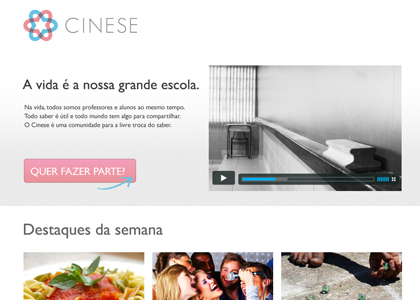 CINESE
A vida é a nossa grande escola.
Na vida, todos somos professores e alunos ao mesmo tempo.
Todo saber é útil e todo mundo tem algo para compartilhar.
O Cinese é uma comunidade para a livre troca do saber.
QUER FAZER PARTE?
Destaques da semana